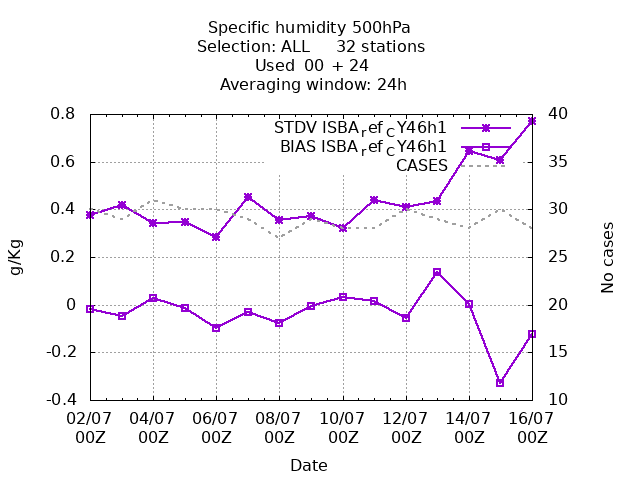 Specific humidity 500hPa
Selection: ALL 32 stations
Used 00 + 24
Averaging window: 24h
STDV ISBA_ref_CY46h1
BIAS ISBA_ref_CY46h1
CASES
0.8
0.6
0.4
0.2
0
-0.2
-0.4
g/Kg
40
35
30
25
20
15
10
No cases
02/07 04/07 06/07 08/07 10/07 12/07 14/07 16/07
00Z 00Z 00Z 00Z 00Z 00Z 00Z 00Z
Date